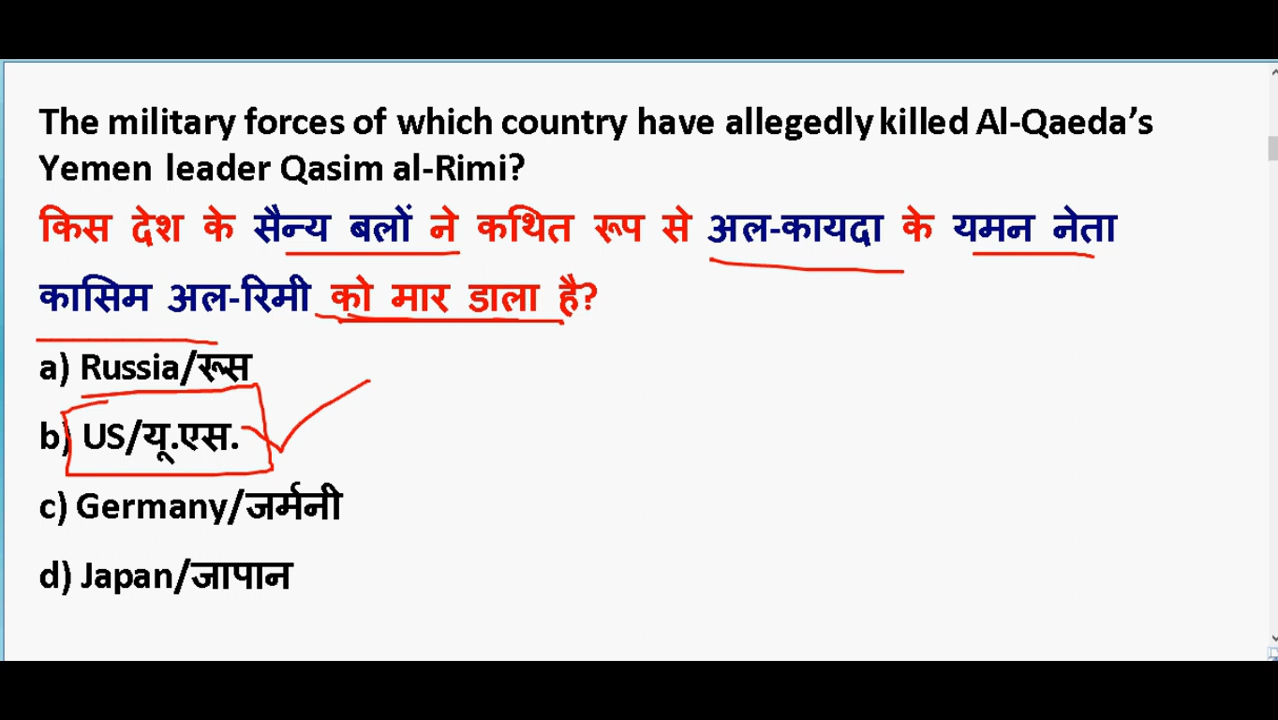 The military forces of which country have allegedly killed Al-Qaeda’s
Yemen leader Qasim al-Rimi?
किस देश के सैन्य बलों ने कथित रूप से अल-कायदा के यमन नेता
कासिम अल-रिमी को मार डाला है?
a) Russia/रूस
b) US/यू.एस.
c) Germany/जर्मनी
d) Japan/जापान